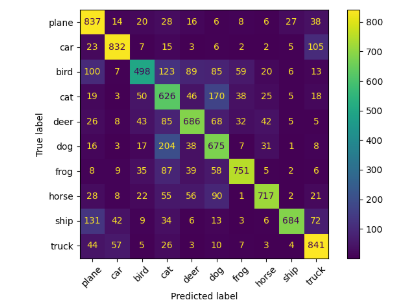 plane 837 14 20 28 16 6 8 6 27 38
car 23 832 7 15 3 6 2 2 5 105
bird 100 7 498 123 89 85 59 20 6 13
cat 19 3 50 626 46 170 38 25 5 18
deer 26 8 43 85 686 68 32 42 5 5
dog 16 3 17 204 38 675 7 31 1 8
frog 8 9 35 87 39 58 751 5 2 6
horse 28 8 22 55 56 90 1 717 2 21
ship 131 42 9 34 6 13 3 6 684 72
truck 44 57 5 26 3 10 7 3 4 841
plane car bird cat deer dog frog horse ship truck
Predicted label
True label
800
700
600
500
400
300
200
100